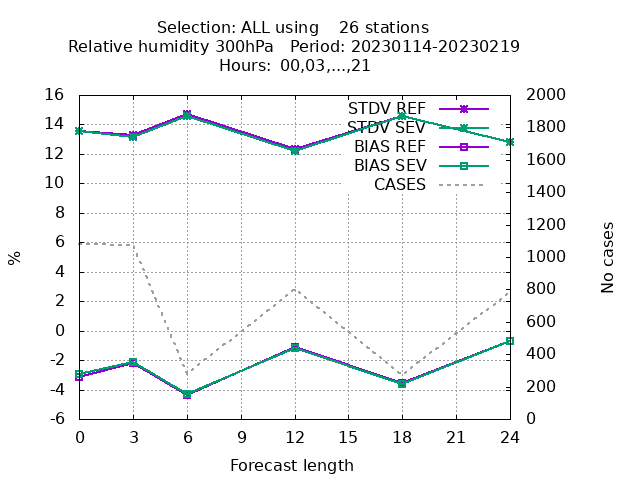 Selection: ALL using    26 stations
Relative humidity 300hPa   Period: 20230114-20230219
Hours: 00,03,...,21
STDV REF
STDV SEV
BIAS REF
BIAS SEV
CASES
16
14
12
10
8
6
4
2
0
-2
-4
-6
%
2000
1800
1600
1400
1200
1000
800
600
400
200
0
No cases
0 3 6 9 12 15 18 21 24
Forecast length